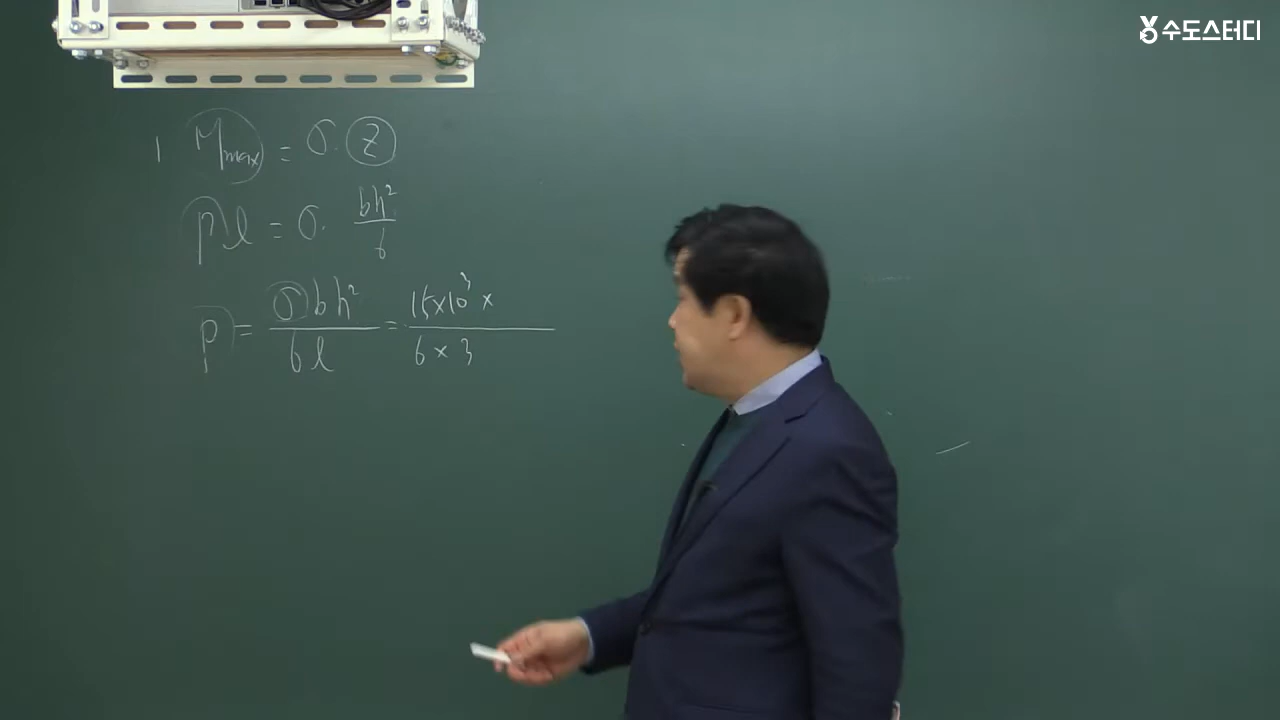 수도스터디
1 Mmax = σ. Z
Pl = σ. bh²/6
P = σbh²/6l = 15×10³×/6×3